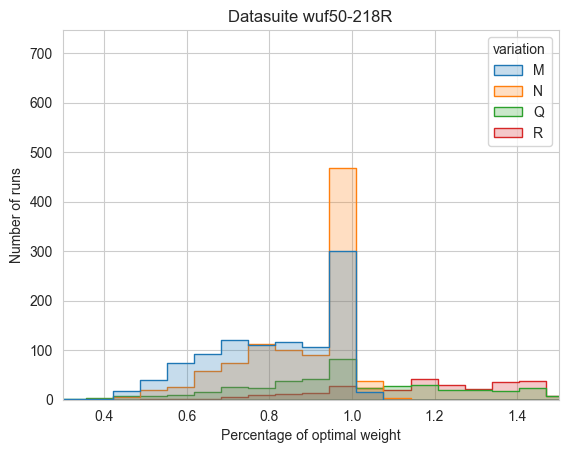 Datasuite wuf50-218R
variation
M
N
Q
R
Number of runs
700
600
500
400
300
200
100
0
0.4 0.6 0.8 1.0 1.2 1.4
Percentage of optimal weight